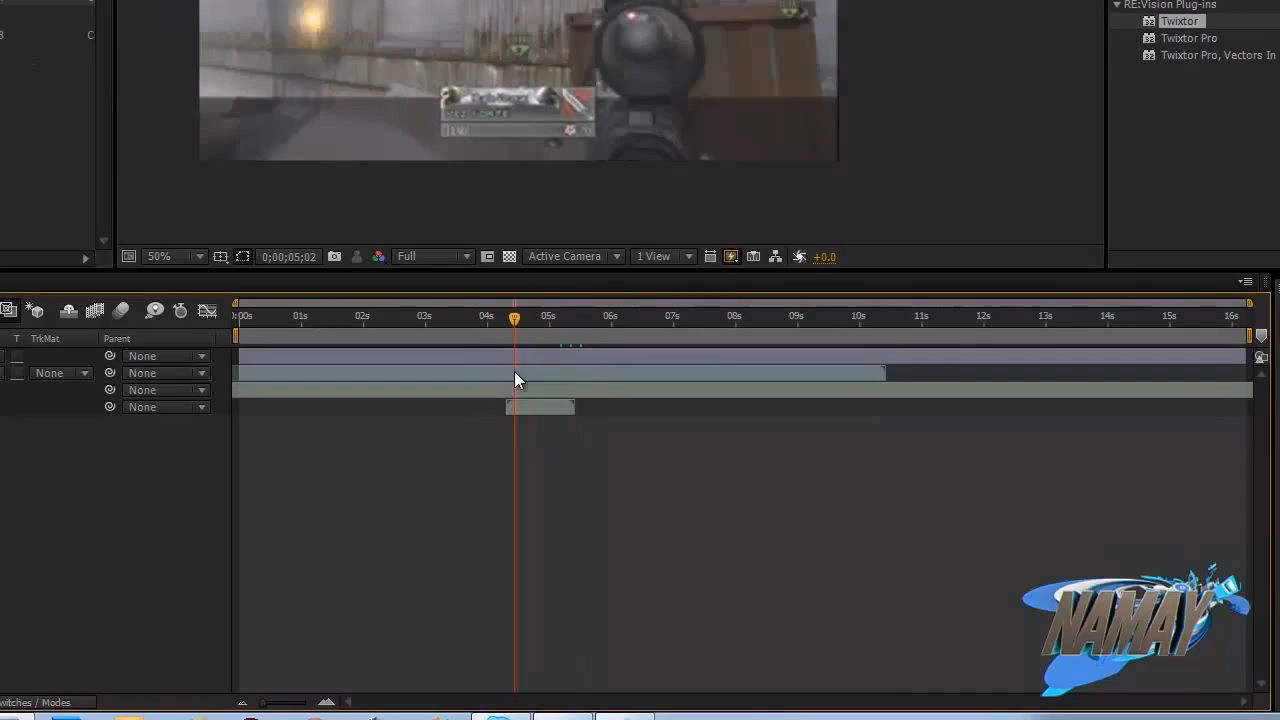 RE:Vision Plug-ins
Twixtor
Twixtor Pro
Twixtor Pro, Vectors In
C
50%
0;00;05;02
Full
Active Camera
1 View
+0.0
0:00s 01s 02s 04s 05s 06s 07s 08s 09s 10s 11s 12s 13s 14s 15s 16s
T TrkMat Parent
None
None None
None
None
witches / Modes
NAMAY